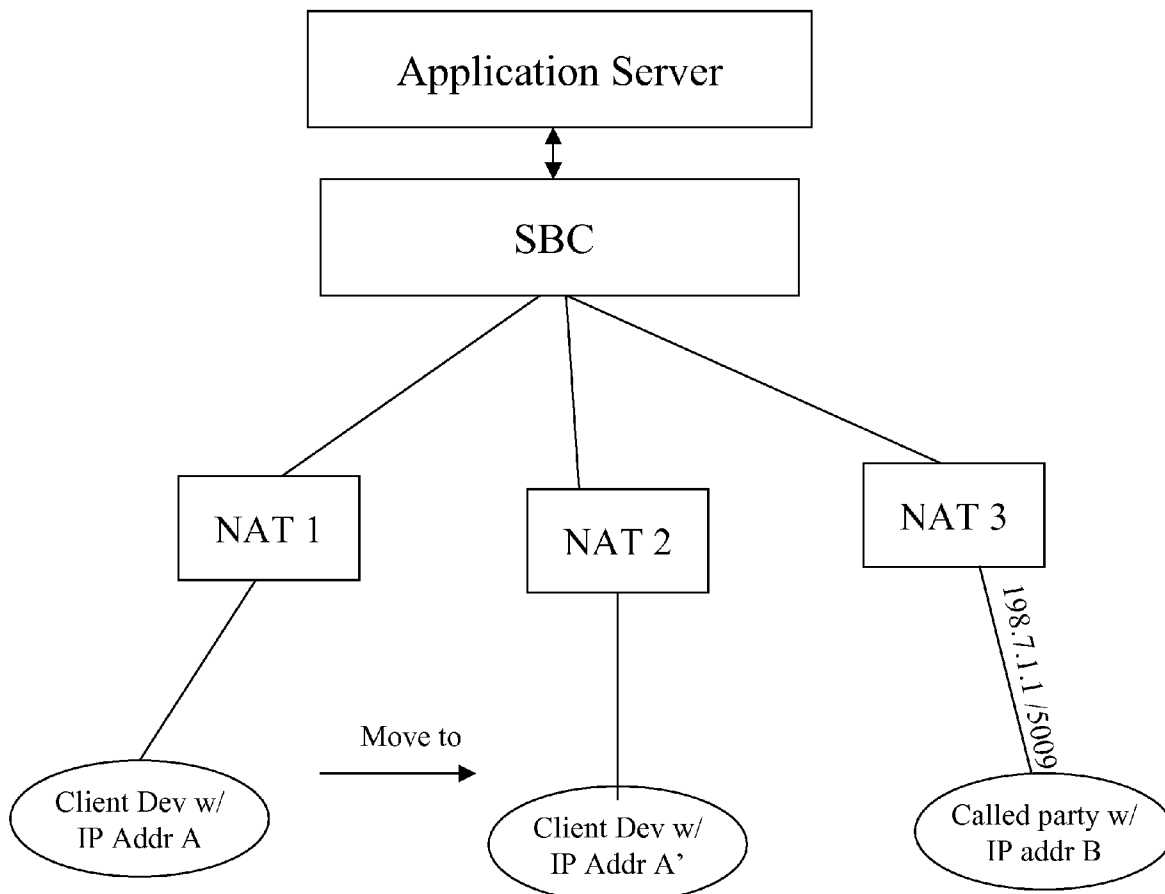 Application Server
SBC
NAT 1
NAT 2
NAT 3
198.7.1.1 /5009
Move to
Client Dev w/
IP Addr A
Client Dev w/
IP Addr A’
Called party w/
IP addr B